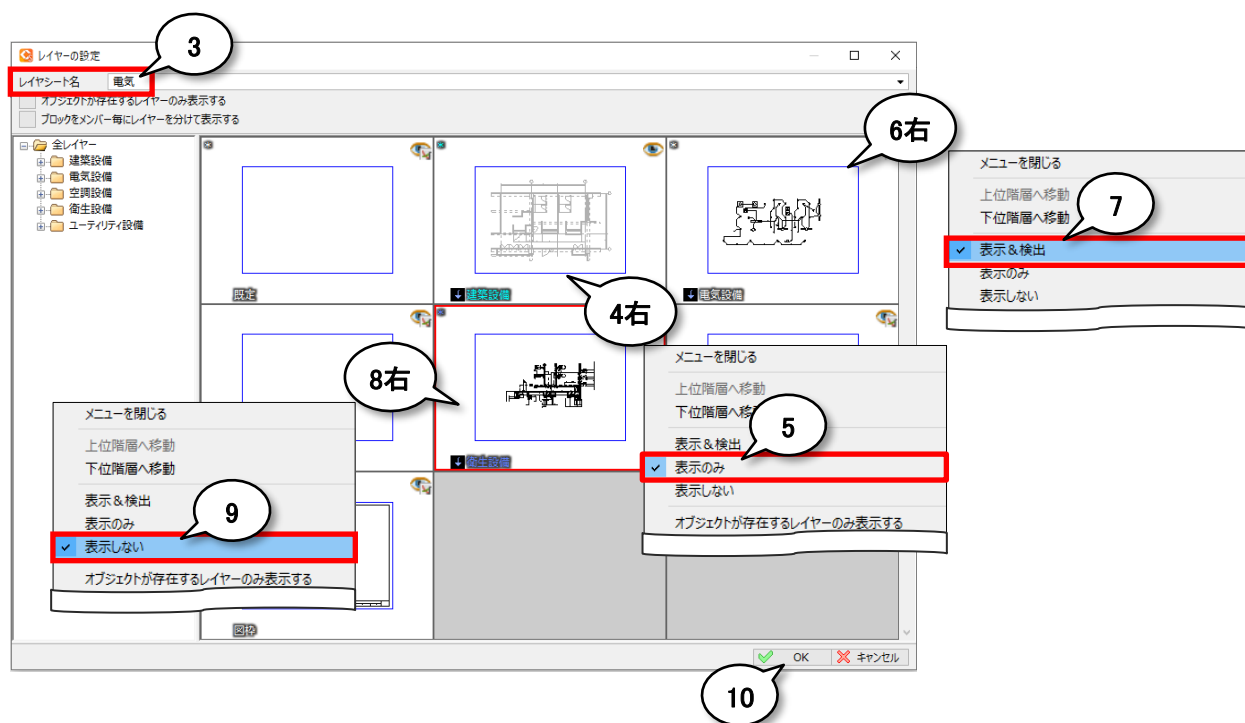 3
レイヤーの設定
レイヤシート名 電気
オブジェクトが存在するレイヤーのみ表示する
ブロックをメンバー毎にレイヤーを分けて表示する
全レイヤー
建築設備
電気設備
空調設備
衛生設備
ユーティリティ設備
既定
建築設備
電気設備
6右
メニューを閉じる
上位階層へ移動
下位階層へ移動
7
表示&検出
表示のみ
表示しない
4右
メニューを閉じる
上位階層へ移動
下位階層へ移
5
表示&検出
表示のみ
表示しない
オブジェクトが存在するレイヤーのみ表示する
8右
衛生設備
メニューを閉じる
上位階層へ移動
下位階層へ移動
表示&検出
表示のみ
9
表示しない
オブジェクトが存在するレイヤーのみ表示する
図枠
OK キャンセル
10